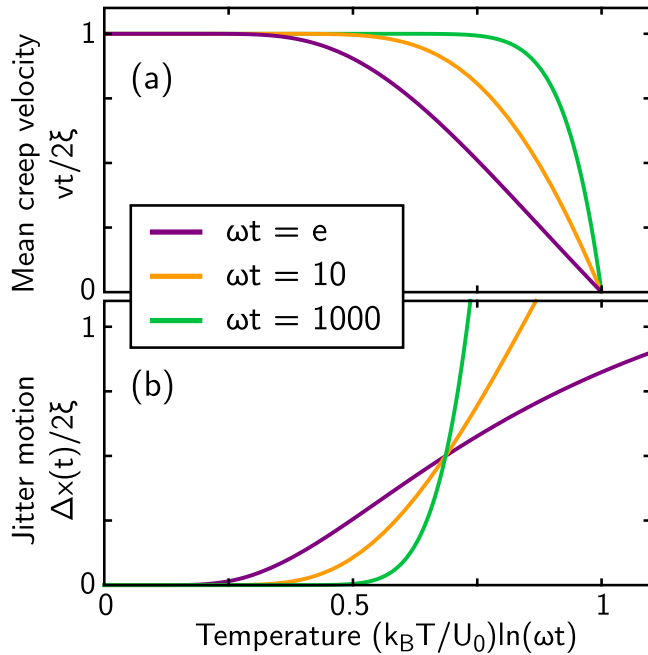 Mean creep velocity
vt/2ξ
1
(a)
0
ωt = e
ωt = 10
ωt = 1000
Jitter motion
Δx(t)/2ξ
1
(b)
0
0 0.5 1
Temperature (k_BT/U_0)ln(ωt)